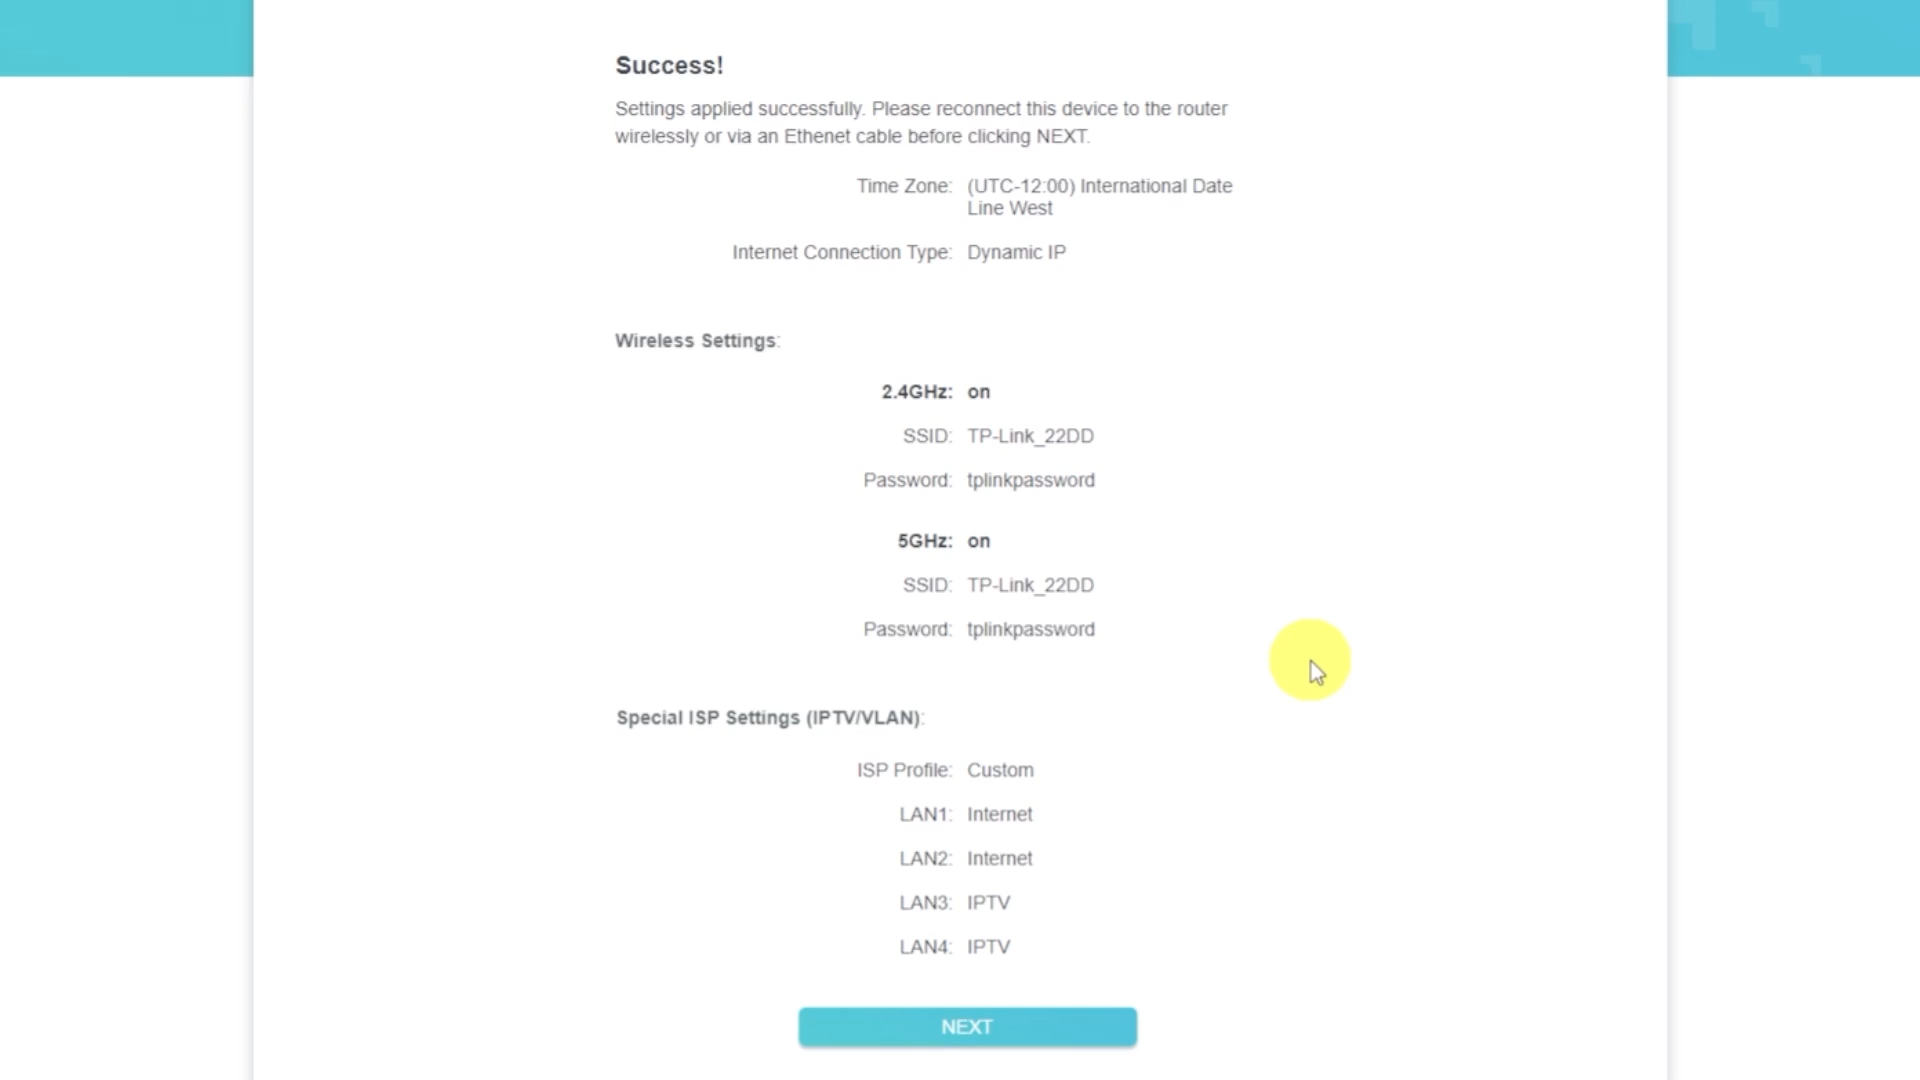 Success!
Settings applied successfully. Please reconnect this device to the router
wirelessly or via an Ethenet cable before clicking NEXT.
Time Zone: (UTC-12:00) International Date
Line West
Internet Connection Type: Dynamic IP
Wireless Settings:
2.4GHz: on
SSID: TP-Link_22DD
Password: tplinkpassword
5GHz: on
SSID: TP-Link_22DD
Password: tplinkpassword
Special ISP Settings (IPTV/VLAN):
ISP Profile: Custom
LAN1: Internet
LAN2: Internet
LAN3: IPTV
LAN4: IPTV
NEXT